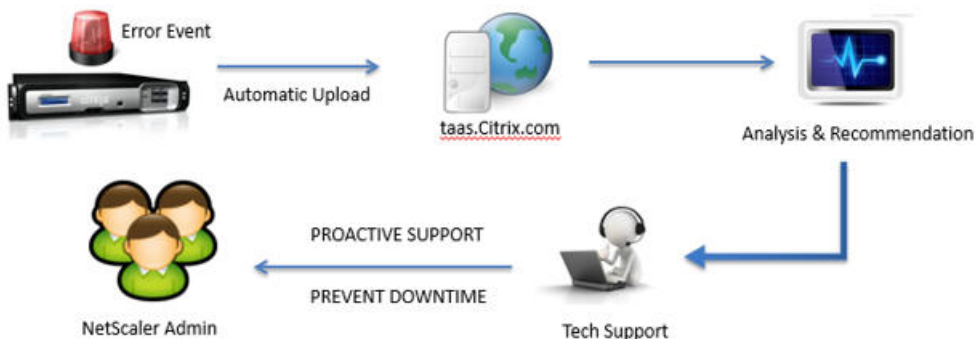 Error Event
Automatic Upload
taas.Citrix.com
Analysis & Recommendation
PROACTIVE SUPPORT
PREVENT DOWNTIME
NetScaler Admin
Tech Support